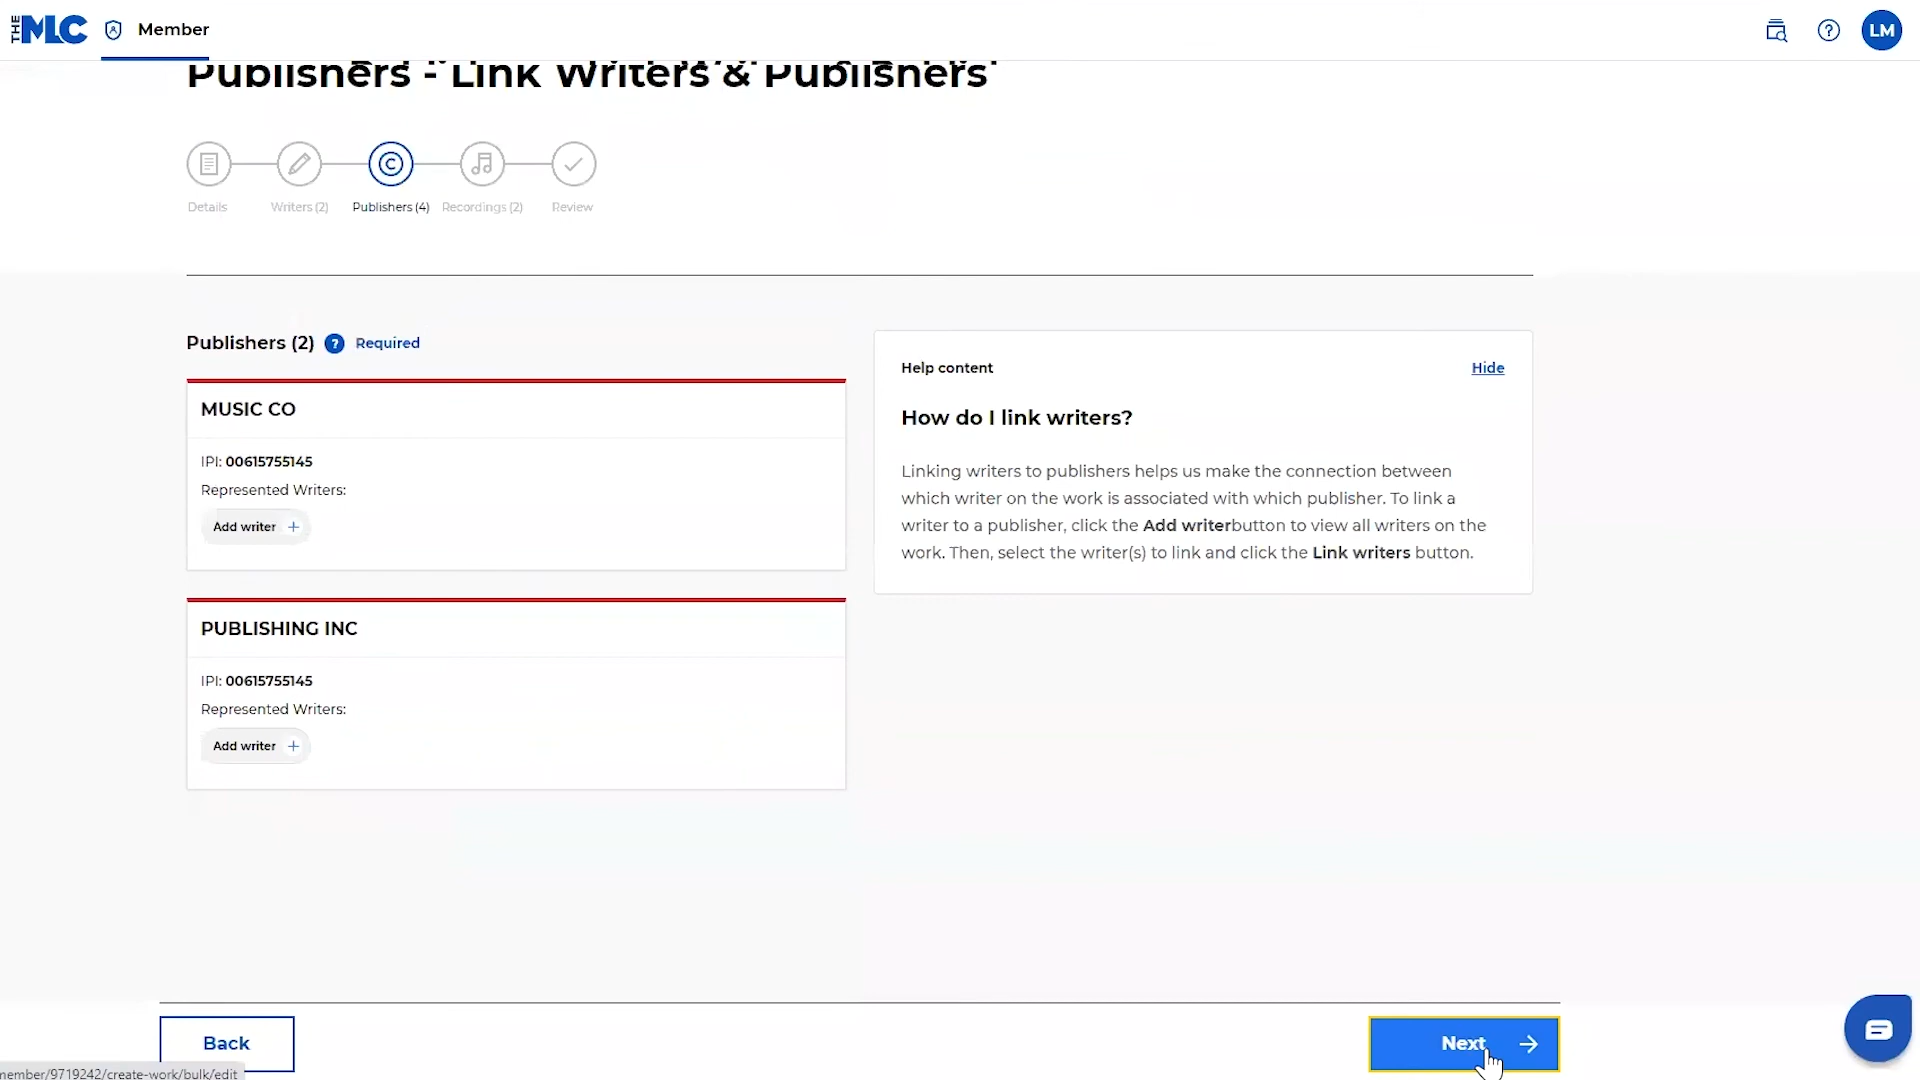 THE MLC Member LM
Publishers - Link Writers & Publishers
Details Writers (2) Publishers (4) Recordings (2) Review
Publishers (2) ? Required
MUSIC CO
IPI: 00615755145
Represented Writers:
Add writer +
PUBLISHING INC
IPI: 00615755145
Represented Writers:
Add writer +
Help content Hide
How do I link writers?
Linking writers to publishers helps us make the connection between
which writer on the work is associated with which publisher. To link a
writer to a publisher, click the Add writerbutton to view all writers on the
work. Then, select the writer(s) to link and click the Link writers button.
Back Next
member/9719242/create-work/bulk/edit